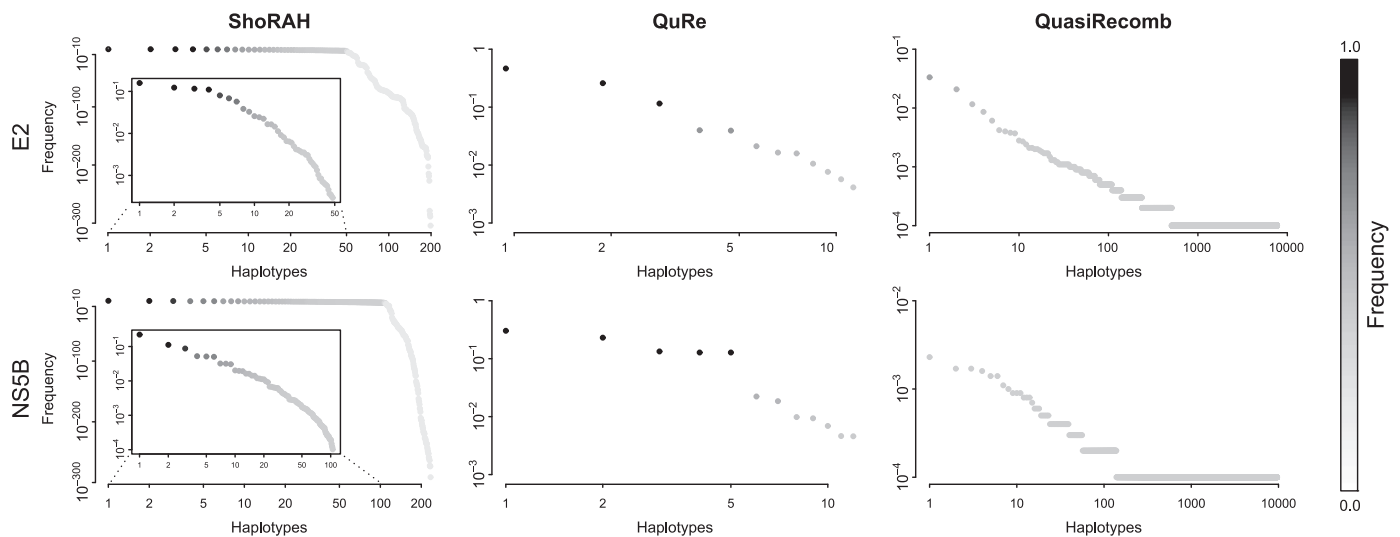 ShoRAH QuRe QuasiRecomb
E2
Frequency
10⁻¹⁰ 10⁻¹⁰⁰ 10⁻²⁰⁰ 10⁻³⁰⁰
10⁻¹ 10⁻² 10⁻³
1 2 5 10 20 50
1 2 5 10 20 50 100 200
Haplotypes
1 10⁻¹ 10⁻² 10⁻³
1 2 5 10
Haplotypes
10⁻¹ 10⁻² 10⁻³ 10⁻⁴
1 10 100 1000 10000
Haplotypes
NS5B
Frequency
10⁻¹⁰ 10⁻¹⁰⁰ 10⁻²⁰⁰ 10⁻³⁰⁰
10⁻¹ 10⁻² 10⁻³ 10⁻⁴
1 2 5 10 20 50 100
1 2 5 10 20 50 100 200
Haplotypes
1 10⁻¹ 10⁻² 10⁻³
1 2 5 10
Haplotypes
10⁻² 10⁻³ 10⁻⁴
1 10 100 1000 10000
Haplotypes
1.0
Frequency
0.0